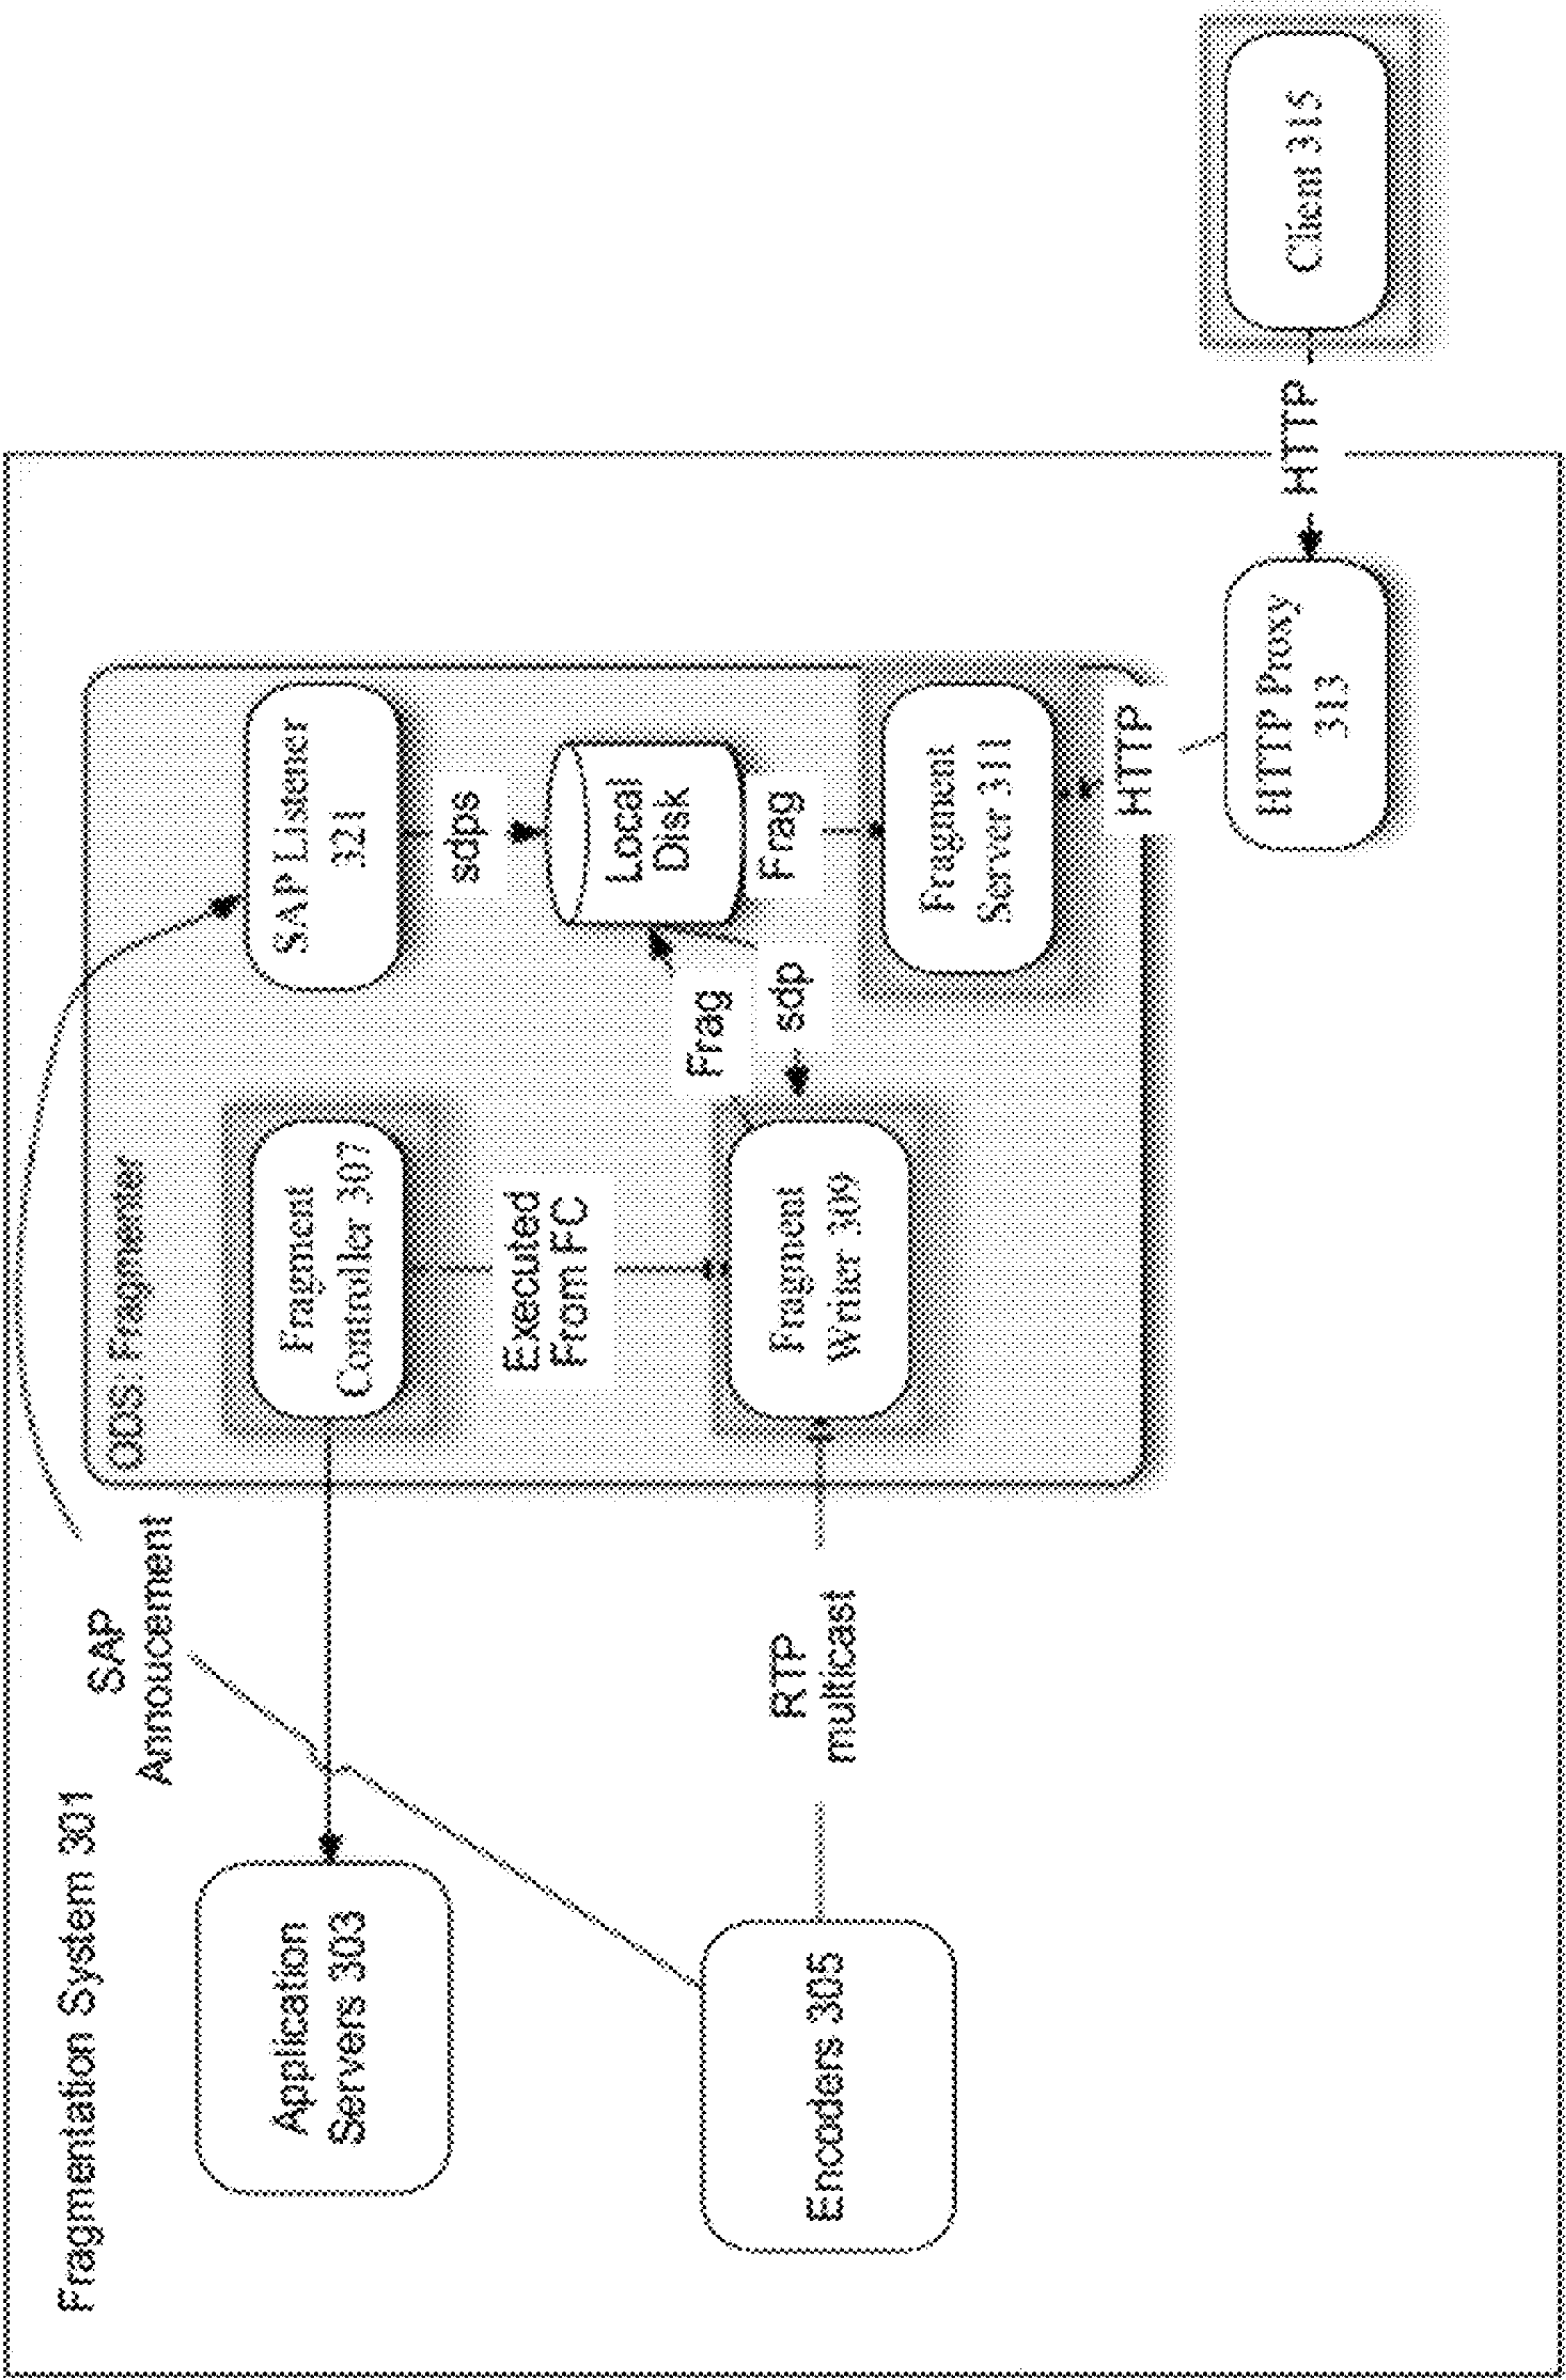 Fragmentation System 301
SAP
Annoucement
Application
Servers 303
Encoders 305
RTP
multicast
ODS: Fragmenter
Fragment
Controller 307
Executed
From FC
Fragment
Writer 309
SAP Listener
321
sdps
Local
Disk
Frag
sdp
Frag
Fragment
Server 311
HTTP
HTTP Proxy
313
HTTP
Client 315